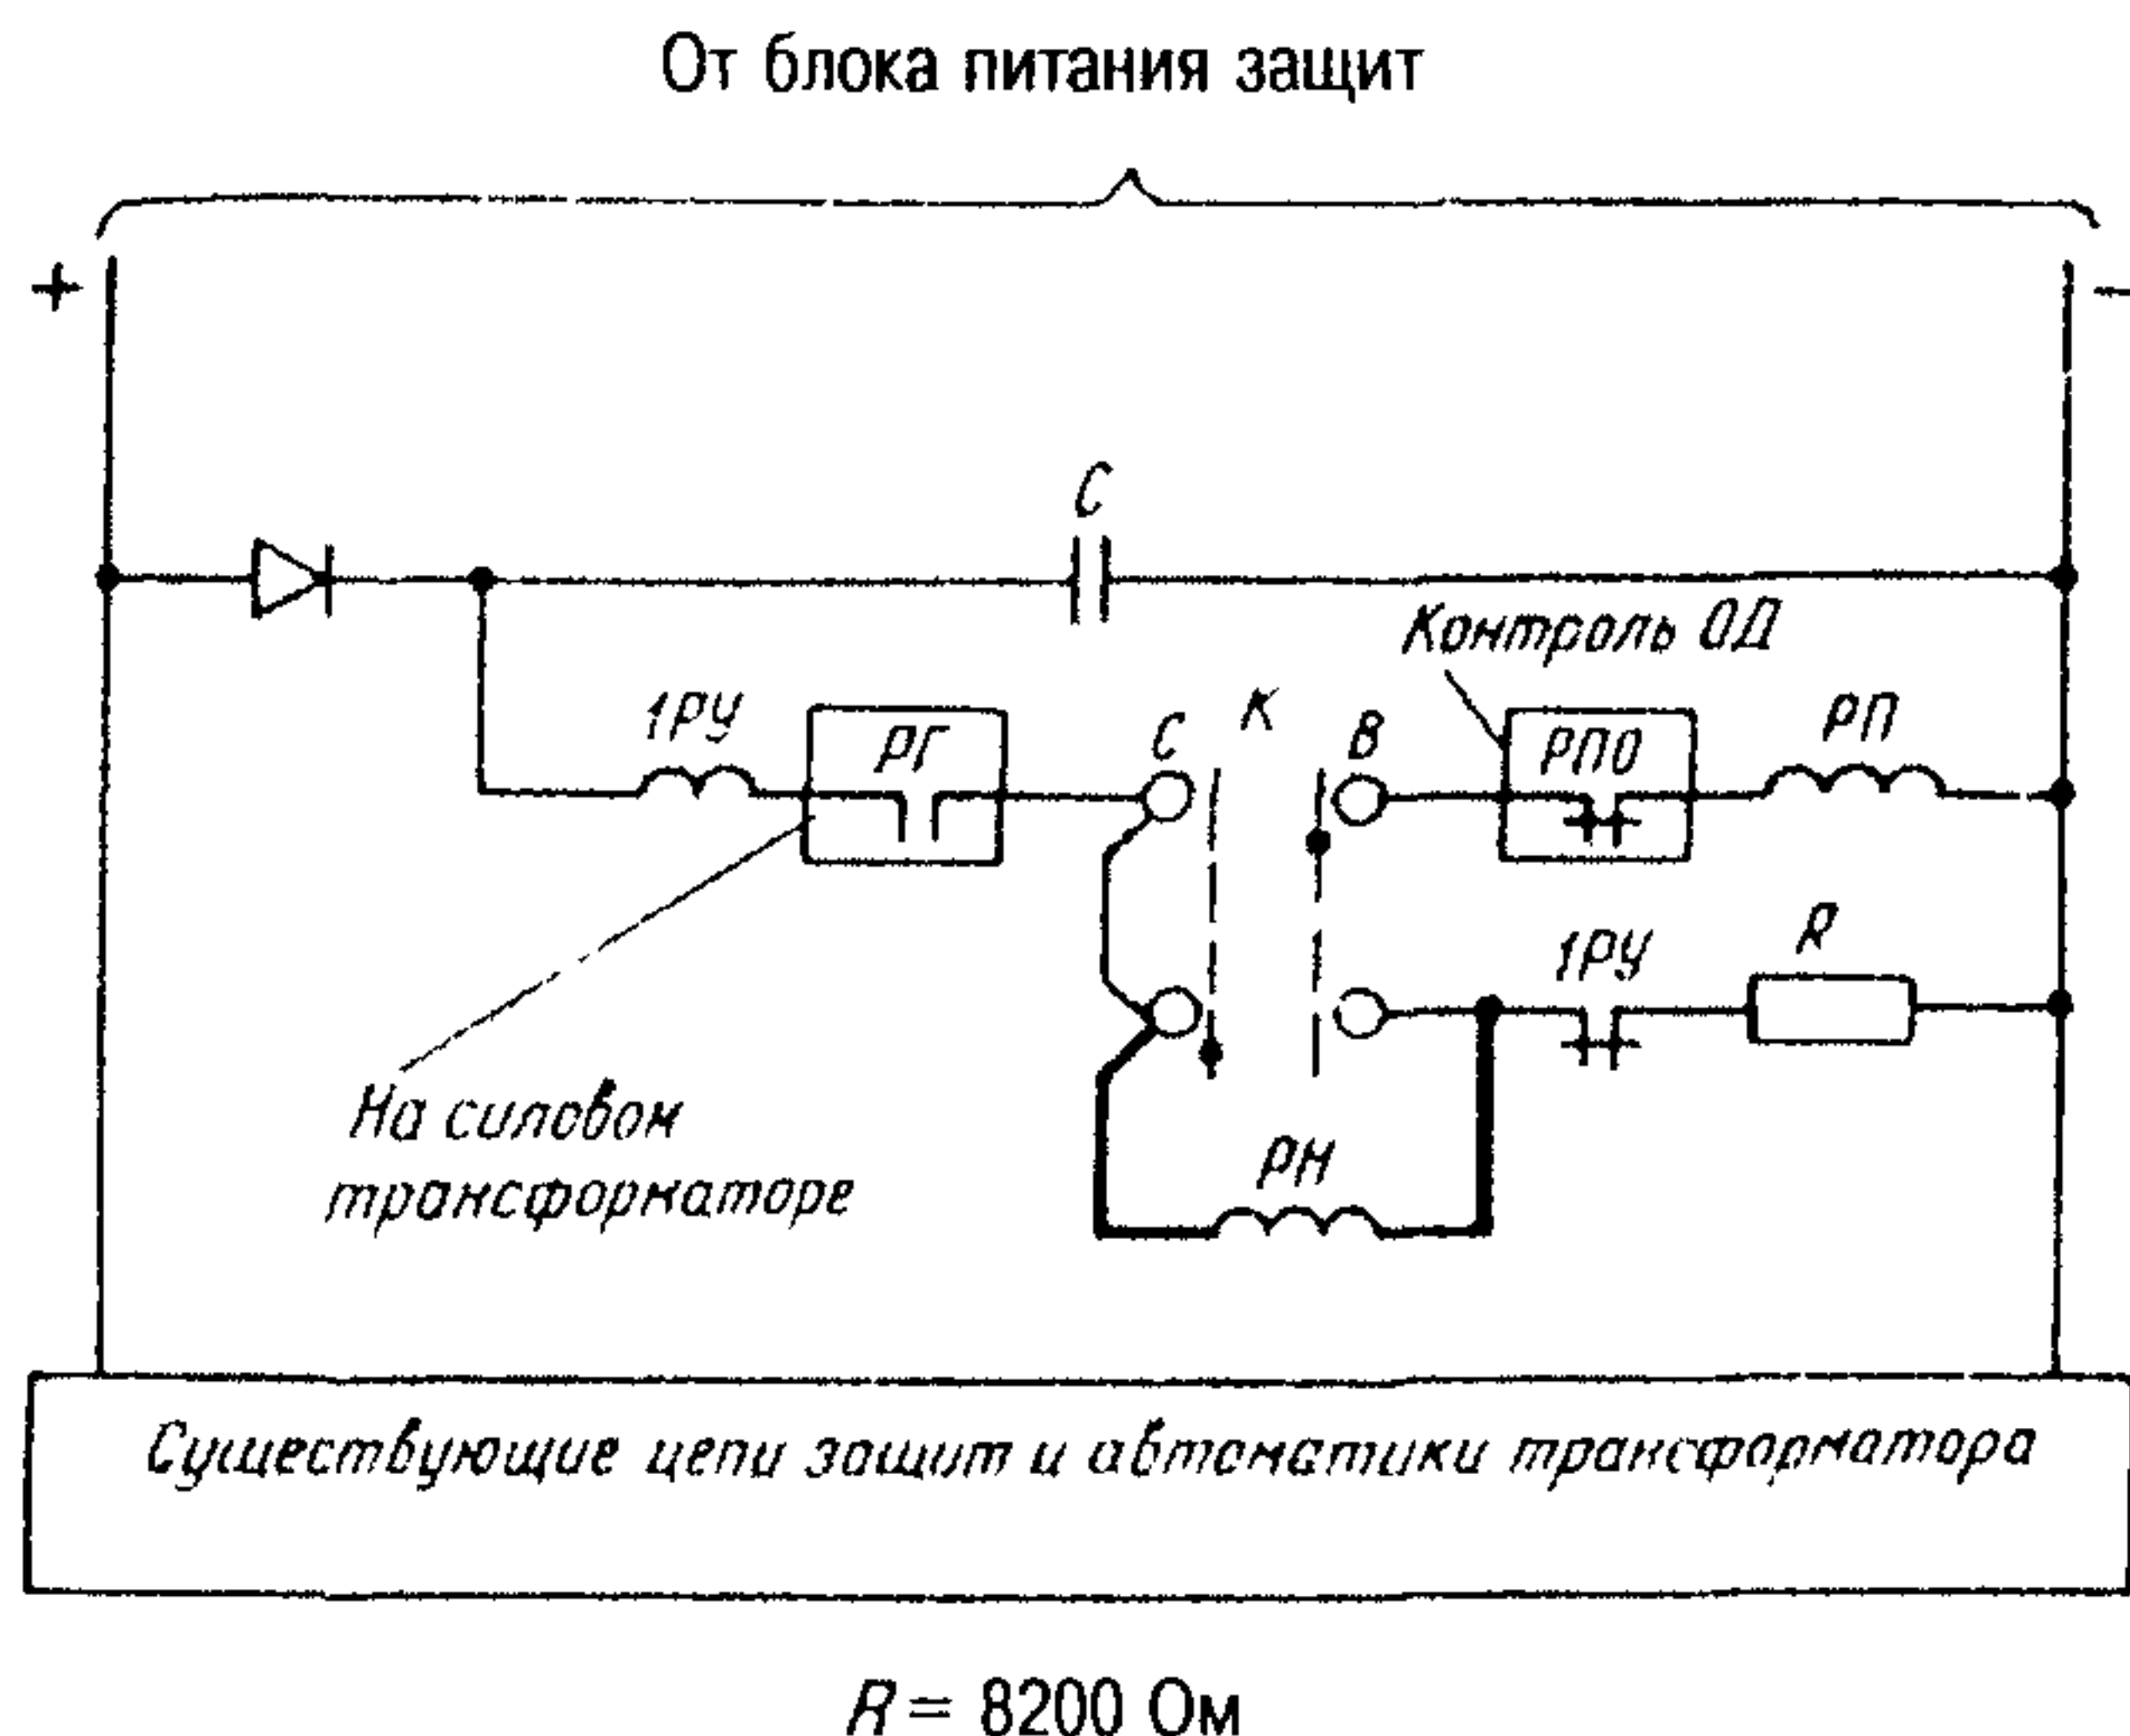 От блока питания защит
+
–
C
Контроль ОД
1РУ
РГ
С
К
В
РПО
РП
1РУ
R
На силовом
трансформаторе
РН
Существующие цепи защит и автоматики трансформатора
R = 8200 Ом